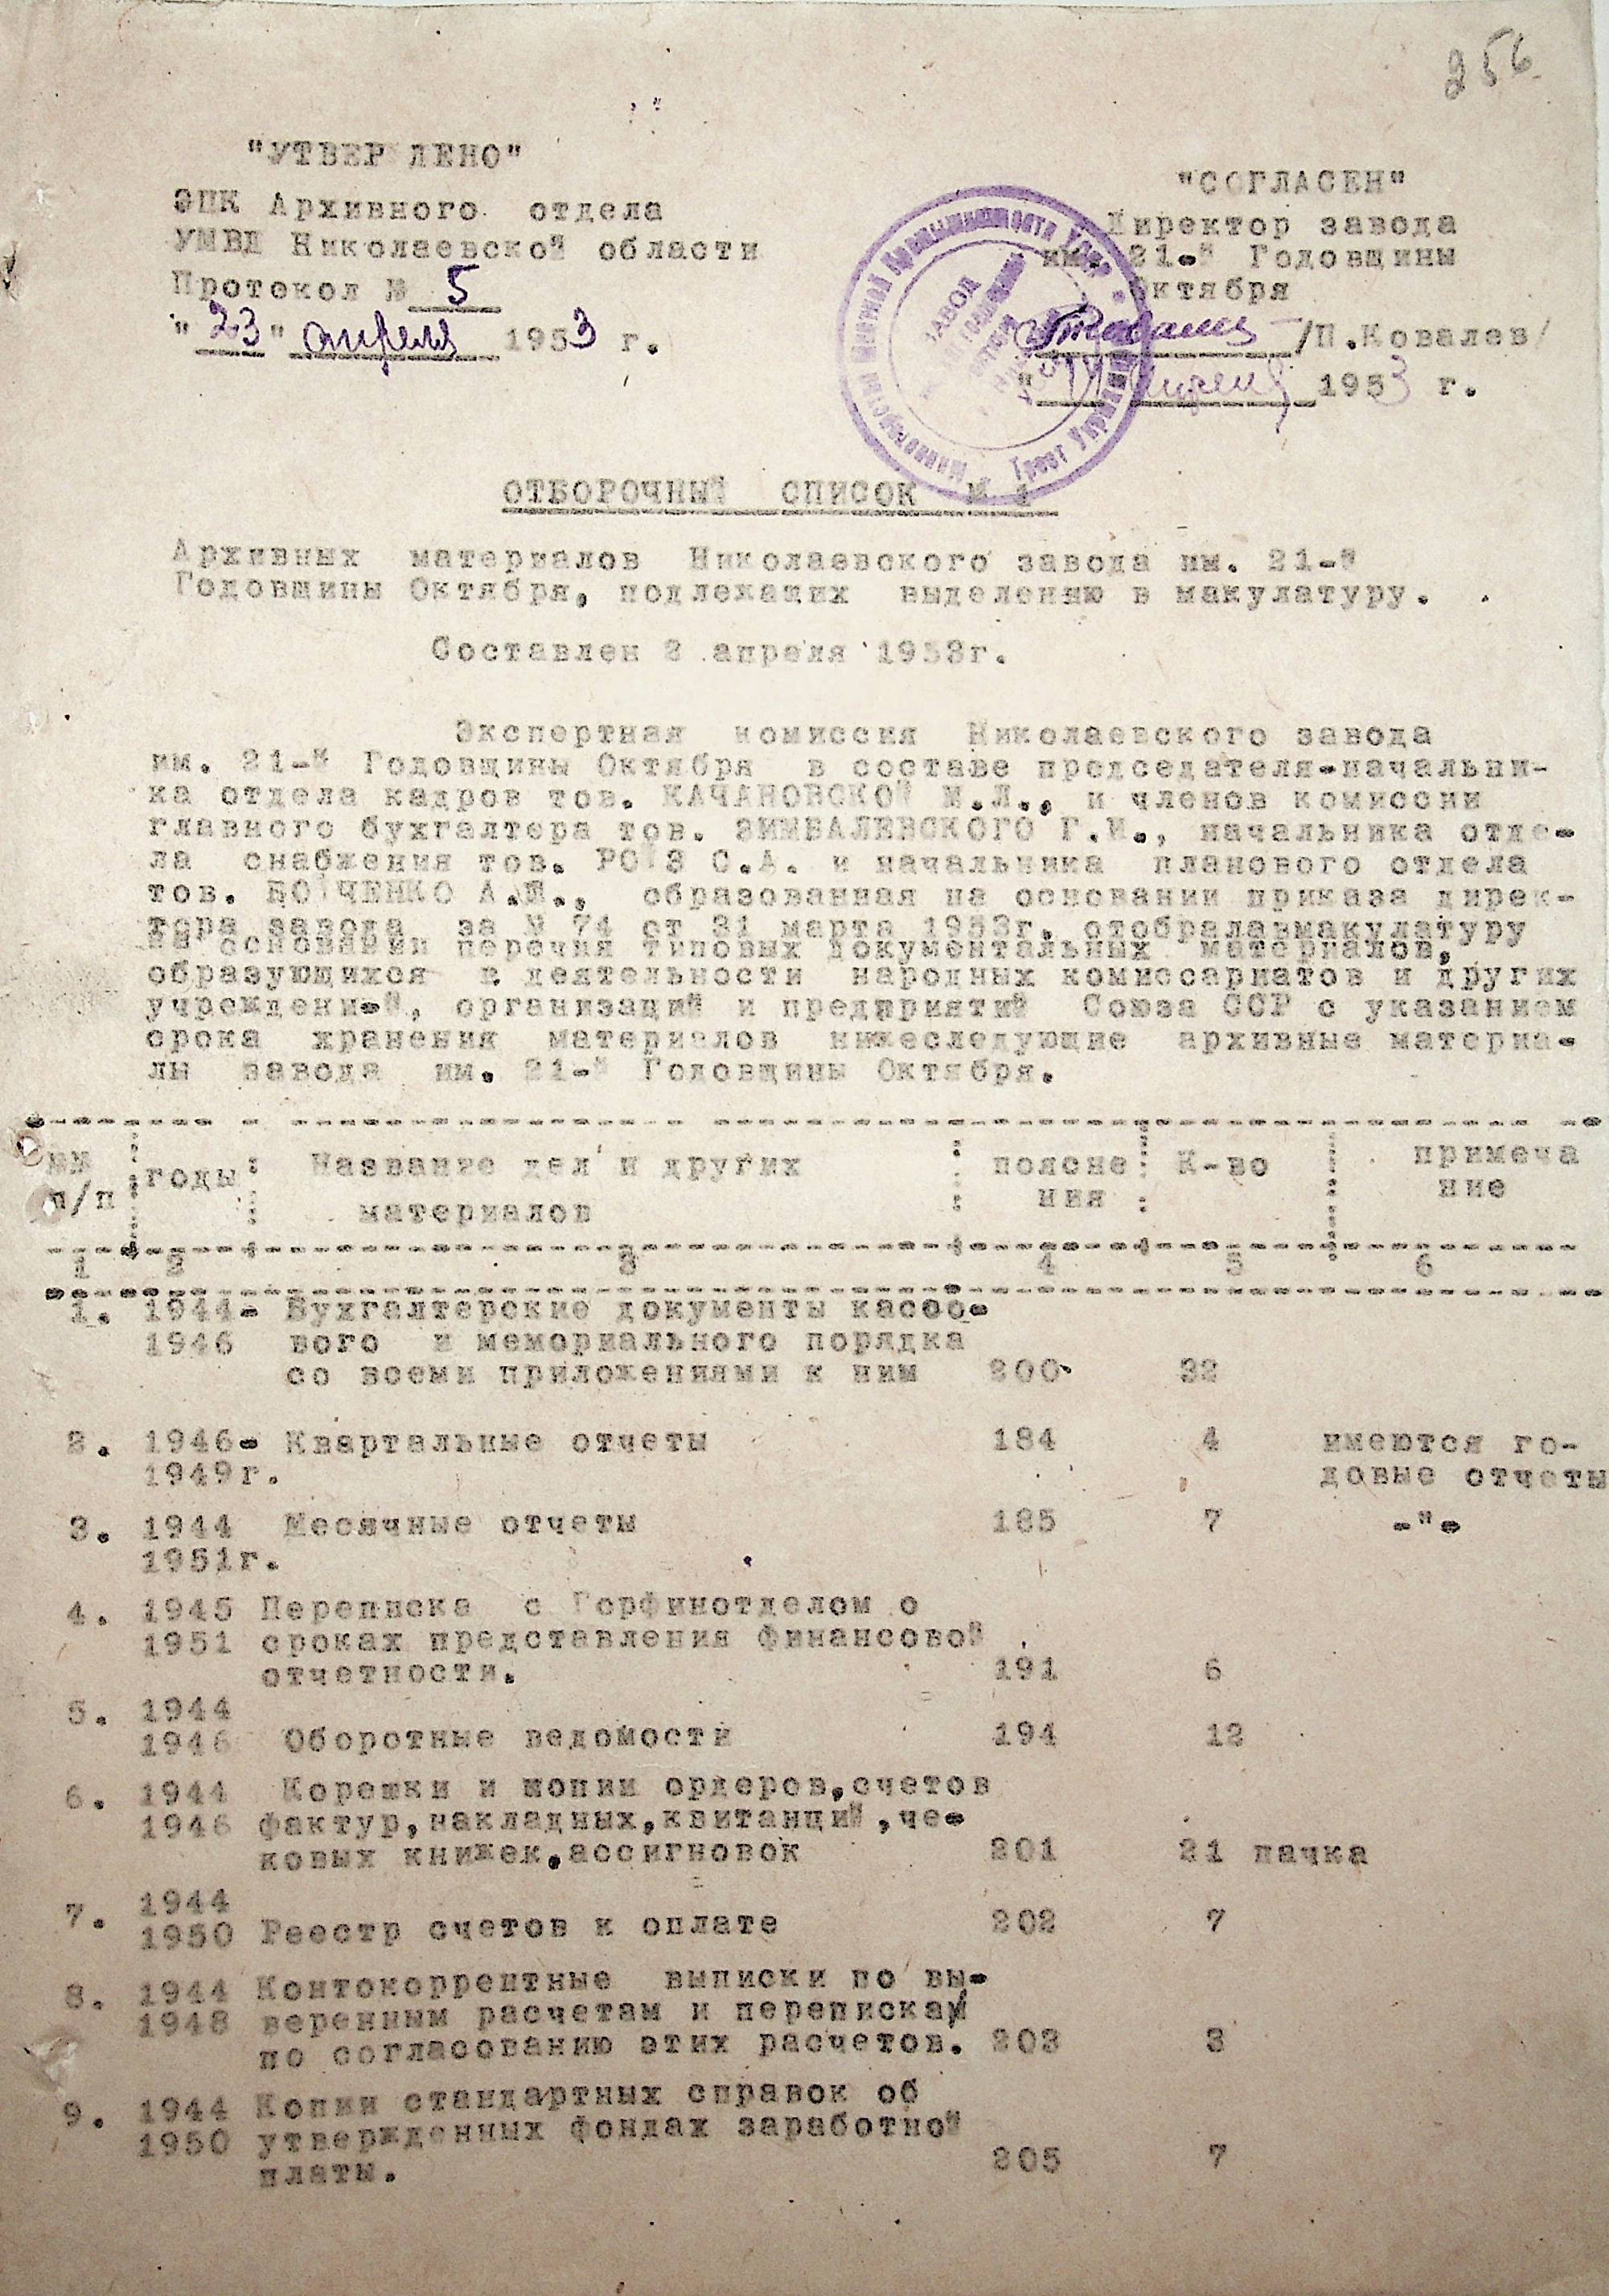 256
"УТВЕРДЛЕНО"
ЭПК Архивного отдела
УМВД Николаевской области
Протокол № 5
"23" апреля 1953 г.
"СОГЛАСЕН"
Директор завода
им. 21-й Годовщины
Октября
/П.Ковалев/
апреля 1953 г.
ОТБОРОЧНЫЙ СПИСОК № 1
Архивных материалов Николаевского завода им. 21-й
Годовщины Октября, подлежащих выделению в макулатуру.
Составлен 2 апреля 1953г.
Экспертная комиссия Николаевского завода
им. 21-й Годовщины Октября в составе председателя-начальни-
ка отдела кадров тов. КАЧАНОВСКОЙ М.Л., и членов комиссии
главного бухгалтера тов. ЗИМБАЛЕВСКОГО Г.М., начальника отде-
ла снабжения тов. С.А. и начальника планового отдела
тов. БОЙЧЕНКО А.М., образованная на основании приказа дирек-
тора завода за № 74 от 31 марта 1953г. отобралавмакулатуру
на основании перечня типовых документальных материалов,
образующихся в деятельности народных комиссариатов и других
учреждени-й, организаций и предприятий Союза ССР с указанием
срока хранения материалов нижеследующие архивные материа-
лы завода им. 21-й Годовщины Октября.
№№ п/п годы Название дел и других материалов поясне ния К-во примеча ние
1 2 3 4 5 6
1. 1944- Бухгалтерские документы кассо-
1946 вого и мемориального порядка
со всеми приложениями к ним 200 32
2. 1946- Квартальные отчеты 184 4 имеются го-
1949г. довые отчеты
3. 1944 Месячные отчеты 185 7 -"-
1951г.
4. 1945 Переписка с Горфинотделом о
1951 сроках представления финансовой
отчетности. 191 6
5. 1944
1946 Оборотные ведомости 194 12
6. 1944 Корешки и копии ордеров,счетов
1946 фактур,накладных,квитанций,че-
ковых книжек,ассигновок 201 21 пачка
7. 1944
1950 Реестр счетов к оплате 202 7
8. 1944 Контокоррентные выписки по вы-
1948 веренным расчетам и перепискам
по согласованию этих расчетов. 203 3
9. 1944 Копии стандартных справок об
1950 утвержденных фондах заработной
платы. 205 7